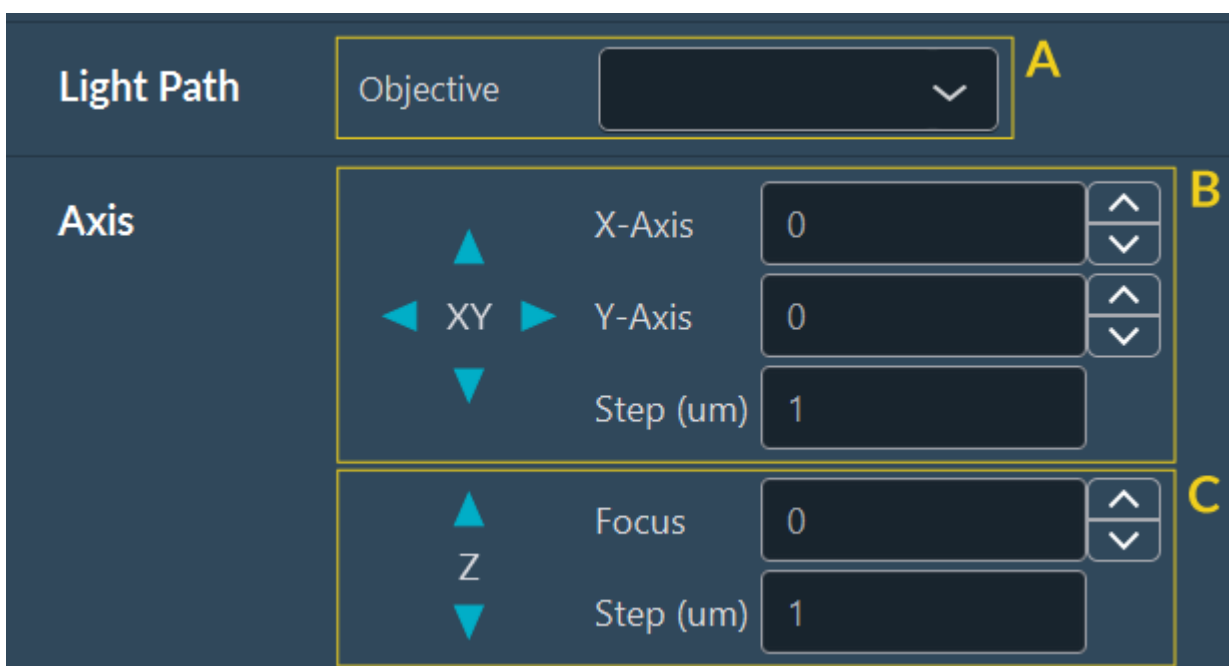 Light Path Objective A
Axis B
X-Axis 0
XY Y-Axis 0
Step (um) 1
C
Focus 0
Z
Step (um) 1